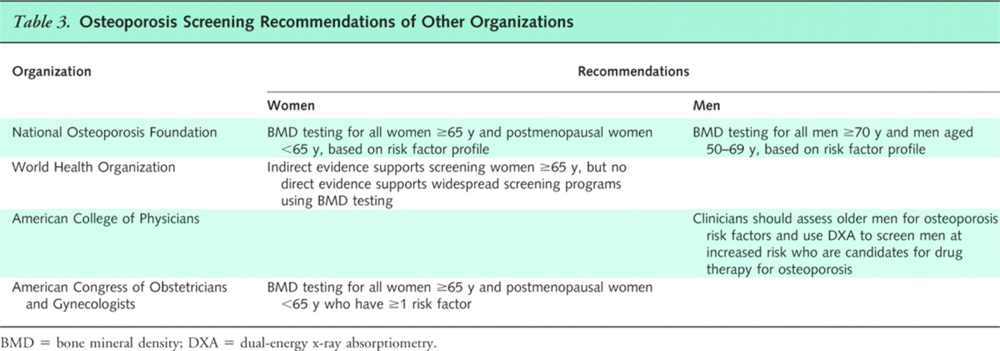 Table 3. Osteoporosis Screening Recommendations of Other Organizations
Organization
Recommendations
Women
Men
National Osteoporosis Foundation
BMD testing for all women ≥65 y and postmenopausal women
<65 y, based on risk factor profile
BMD testing for all men ≥70 y and men aged
50–69 y, based on risk factor profile
World Health Organization
Indirect evidence supports screening women ≥65 y, but no
direct evidence supports widespread screening programs
using BMD testing
American College of Physicians
Clinicians should assess older men for osteoporosis
risk factors and use DXA to screen men at
increased risk who are candidates for drug
therapy for osteoporosis
American Congress of Obstetricians
and Gynecologists
BMD testing for all women ≥65 y and postmenopausal women
<65 y who have ≥1 risk factor
BMD = bone mineral density; DXA = dual-energy x-ray absorptiometry.